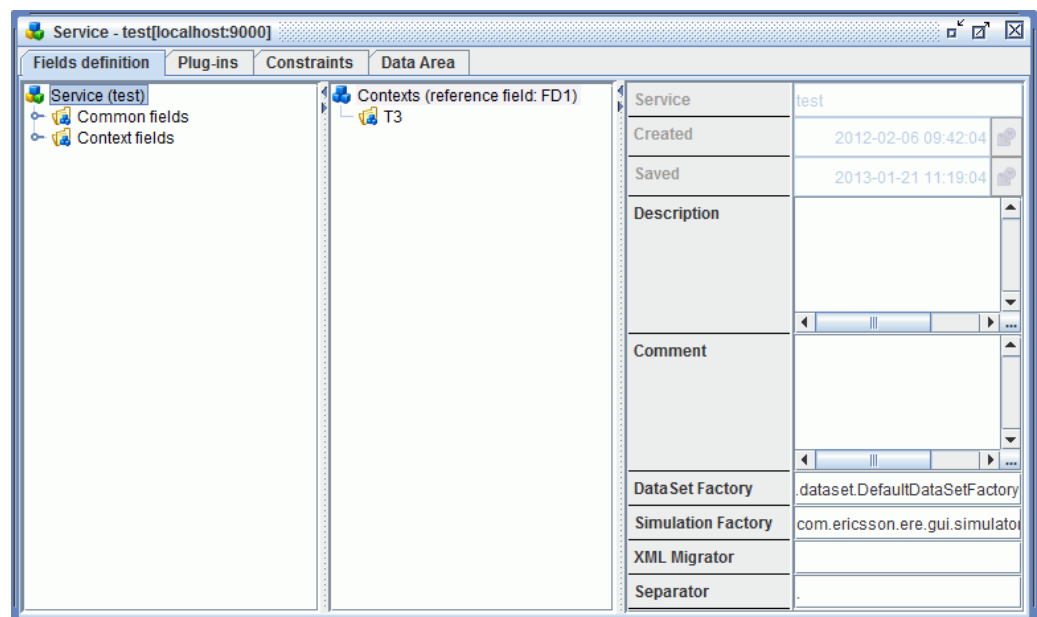 Service - test[localhost:9000]
Fields definition Plug-ins Constraints Data Area
Service (test)
Common fields
Context fields
Contexts (reference field: FD1)
T3
Service test
Created 2012-02-06 09:42:04
Saved 2013-01-21 11:19:04
Description
...
Comment
...
DataSet Factory .dataset.DefaultDataSetFactory
Simulation Factory com.ericsson.ere.gui.simulator
XML Migrator
Separator .